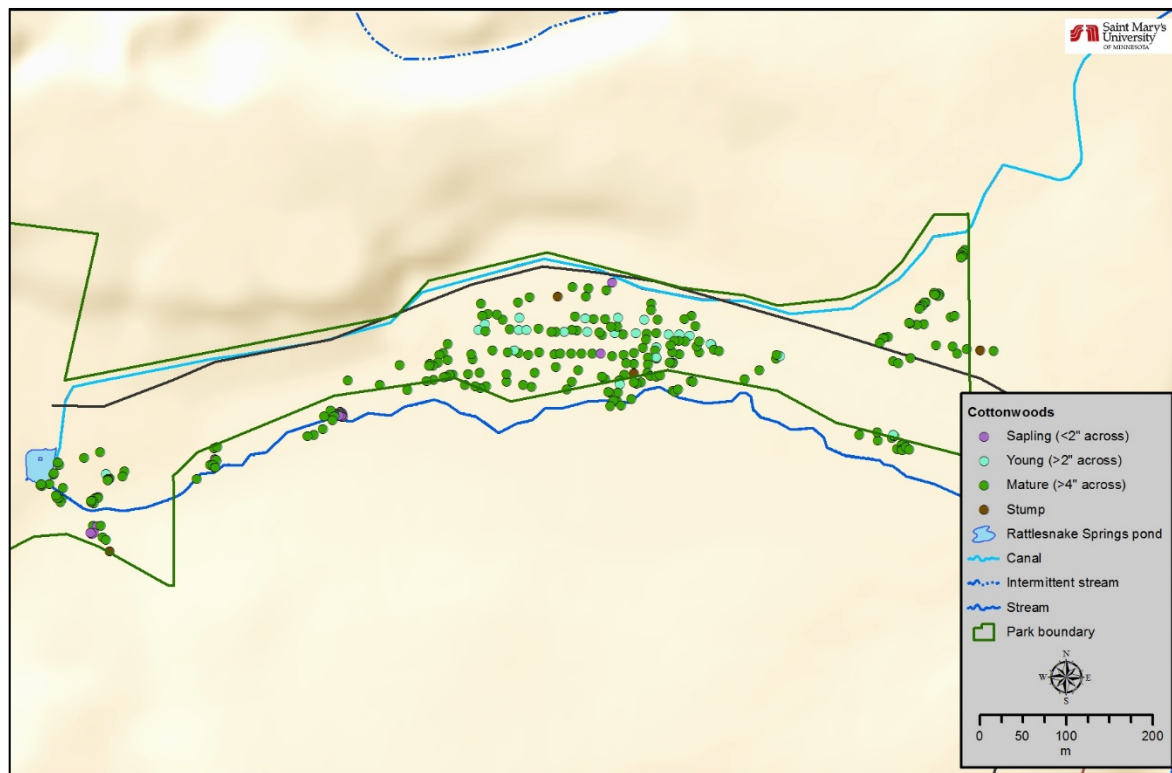 Saint Mary's
University
OF MINNESOTA
Cottonwoods
Sapling (<2" across)
Young (>2" across)
Mature (>4" across)
Stump
Rattlesnake Springs pond
Canal
Intermittent stream
Stream
Park boundary
N
W E
S
0 50 100 200
m